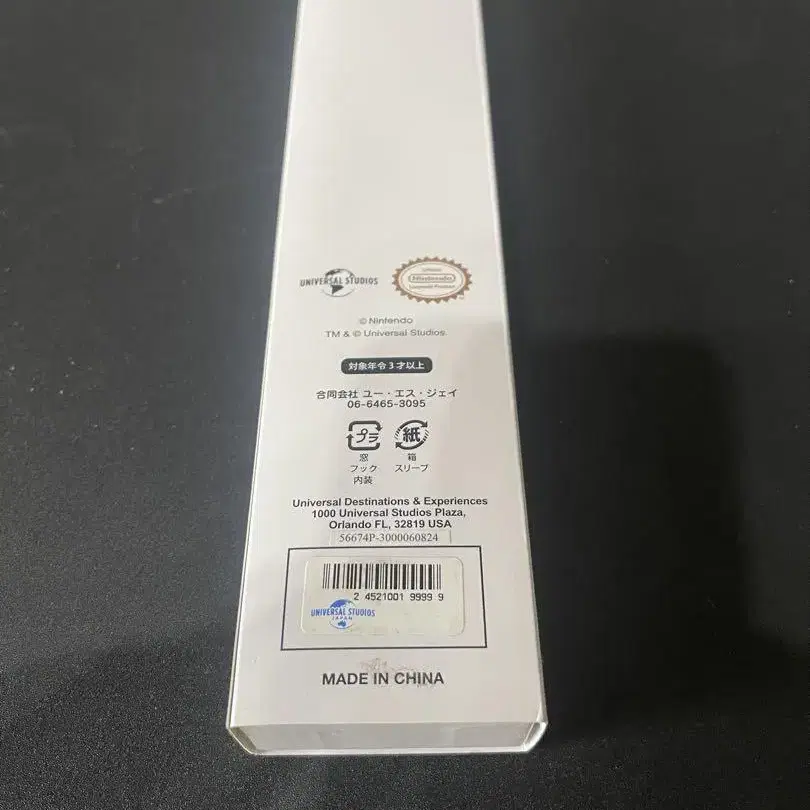 UNIVERSAL STUDIOS
Nintendo
© Nintendo
TM & © Universal Studios
対象年令3才以上
合同会社 ユー・エス・ジェイ
06-6465-3095
プラ 紙
窓 箱
フック スリーブ
内装
Universal Destinations & Experiences
1000 Universal Studios Plaza,
Orlando FL, 32819 USA
56674P-3000060824
2 4521001 9999 9
UNIVERSAL STUDIOS
JAPAN
MADE IN CHINA